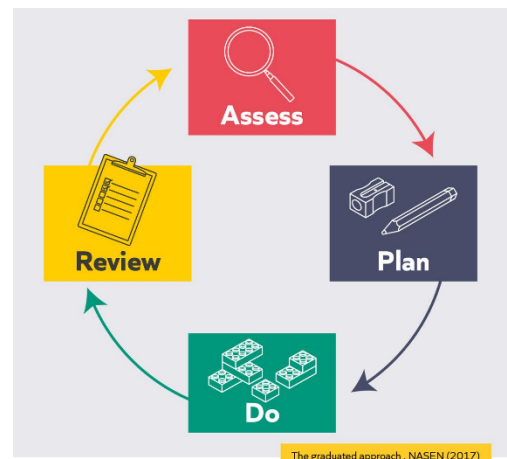 Assess
Plan
Do
Review
The graduated approach , NASEN (2017)